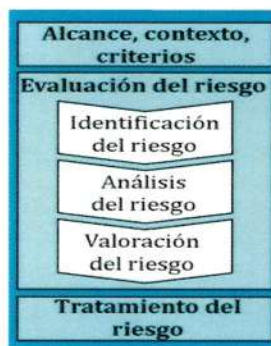 Alcance, contexto,
criterios
Evaluación del riesgo
Identificación
del riesgo
Análisis
del riesgo
Valoración
del riesgo
Tratamiento del
riesgo